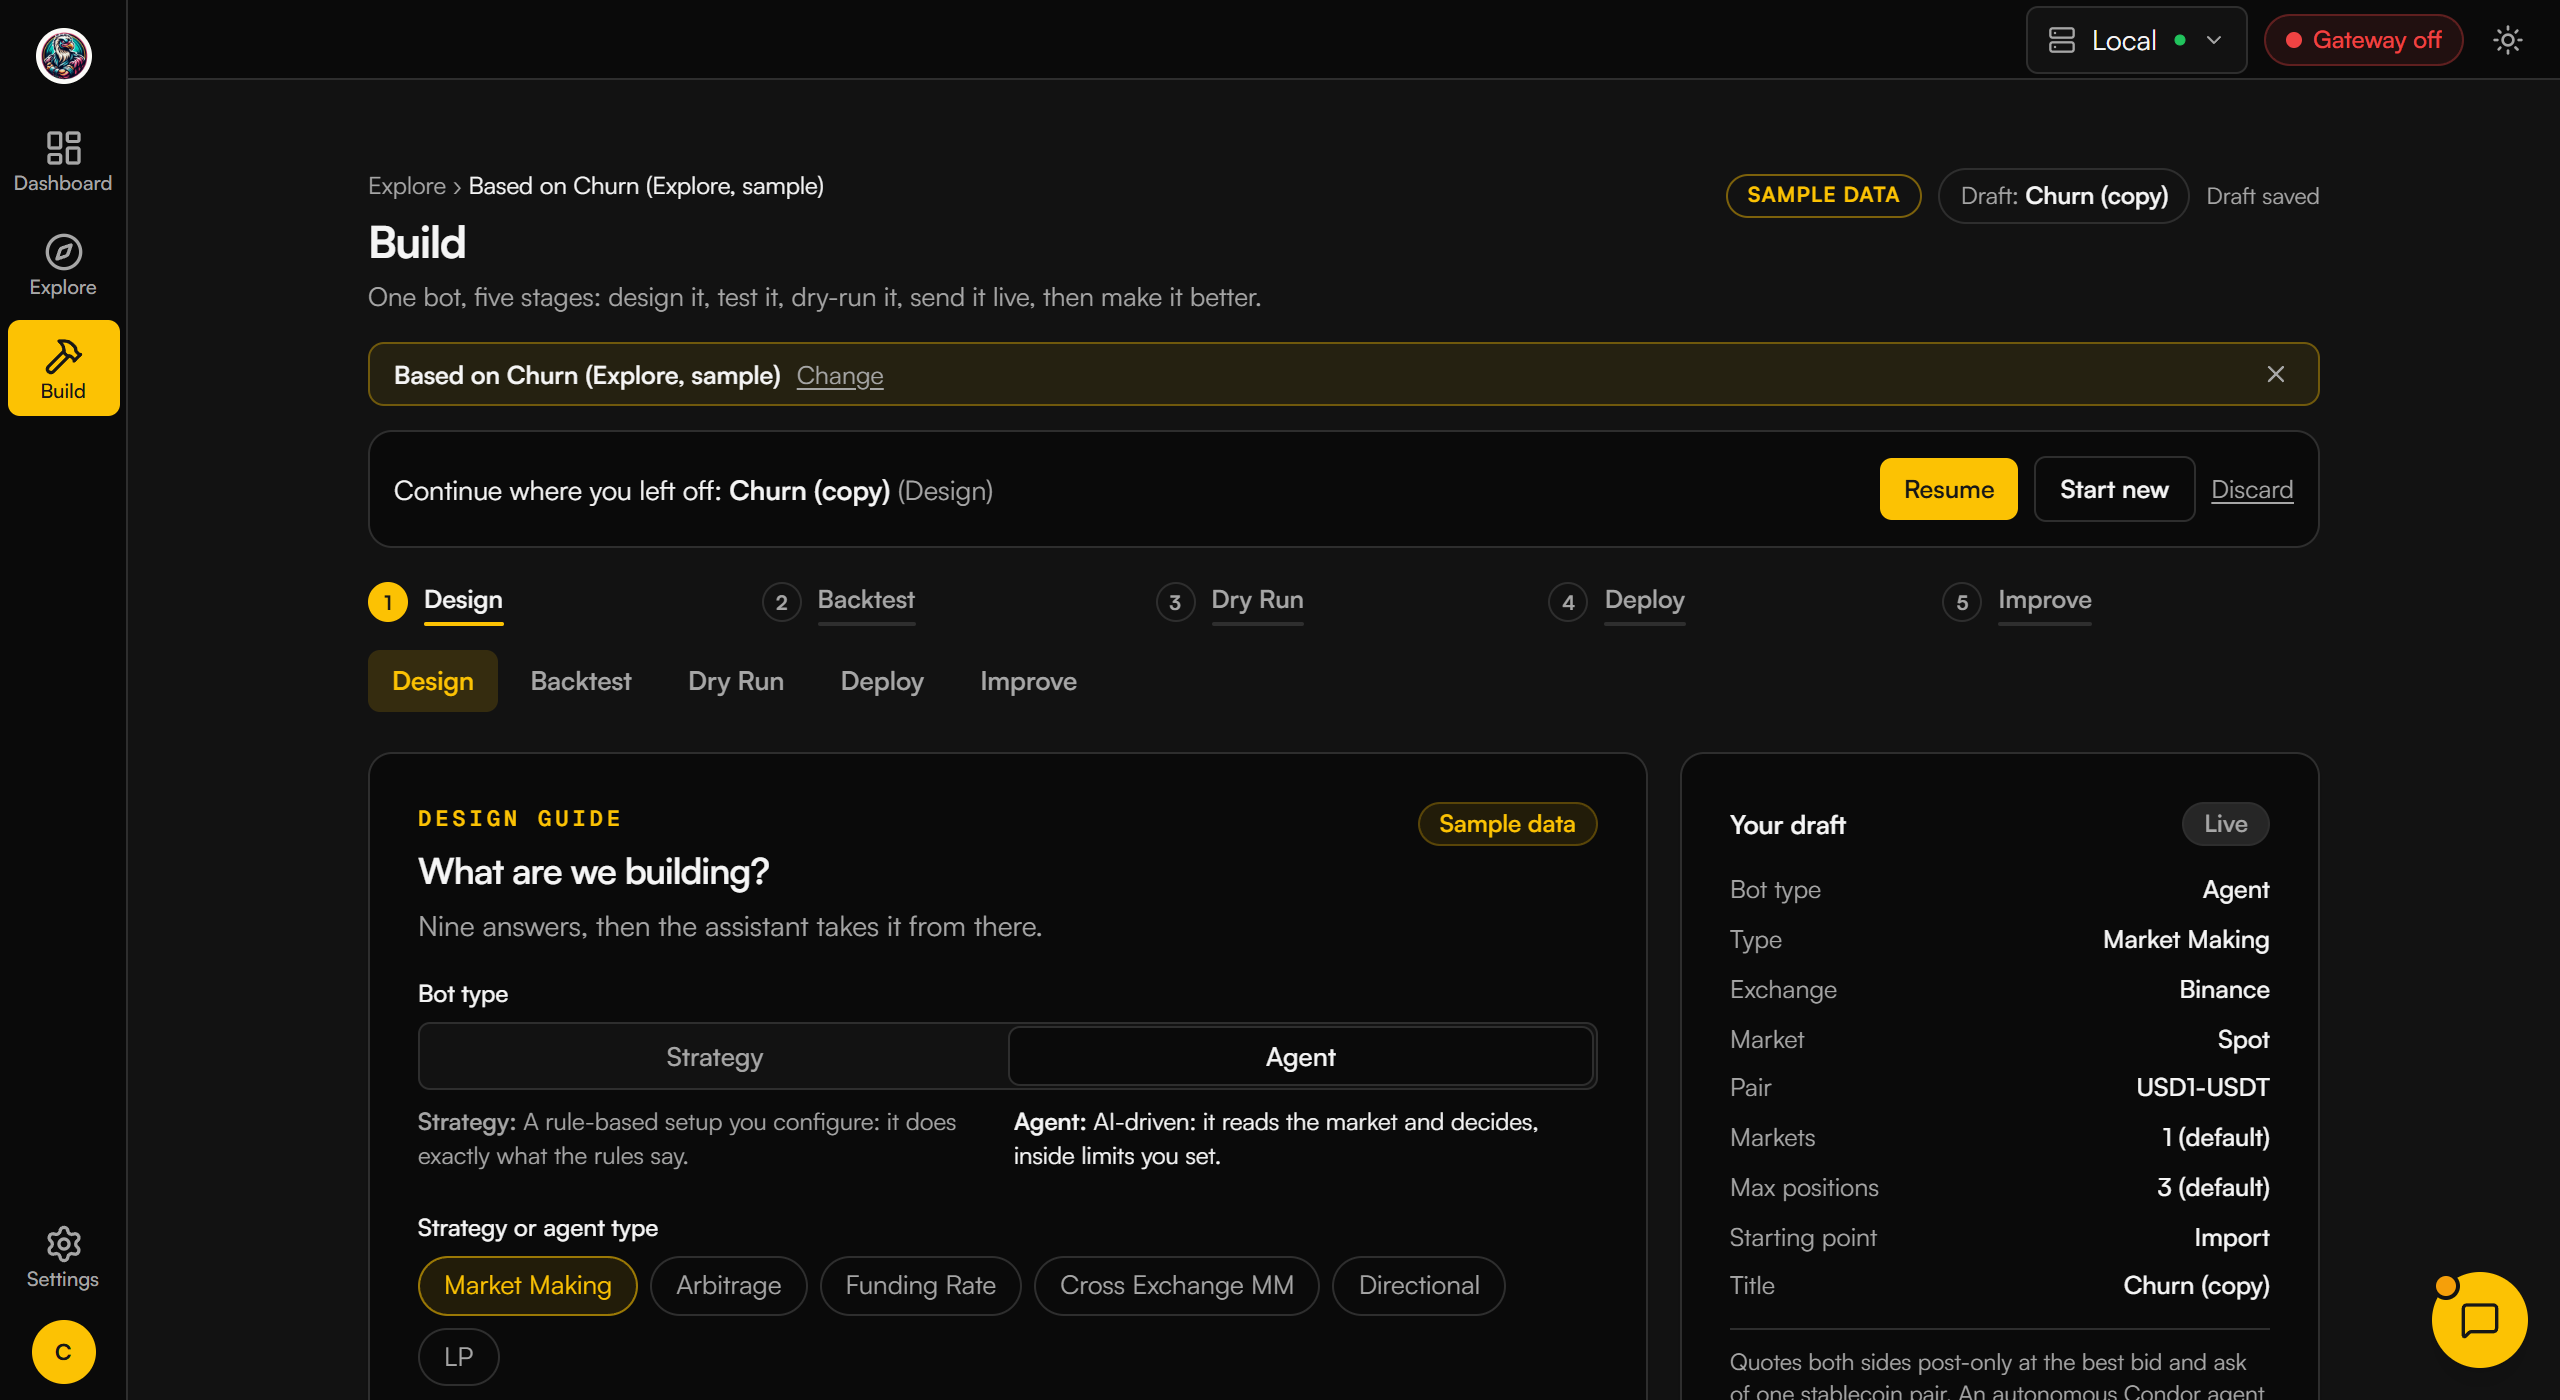 Local
Gateway off
Dashboard
Explore
Build
Settings
C
Explore › Based on Churn (Explore, sample)
SAMPLE DATA
Draft: Churn (copy)
Draft saved
Build
One bot, five stages: design it, test it, dry-run it, send it live, then make it better.
Based on Churn (Explore, sample) Change
Continue where you left off: Churn (copy) (Design)
Resume
Start new
Discard
1 Design
2 Backtest
3 Dry Run
4 Deploy
5 Improve
Design
Backtest
Dry Run
Deploy
Improve
DESIGN GUIDE
Sample data
What are we building?
Nine answers, then the assistant takes it from there.
Bot type
Strategy
Agent
Strategy: A rule-based setup you configure: it does
exactly what the rules say.
Agent: AI-driven: it reads the market and decides,
inside limits you set.
Strategy or agent type
Market Making
Arbitrage
Funding Rate
Cross Exchange MM
Directional
LP
Your draft
Live
Bot type Agent
Type Market Making
Exchange Binance
Market Spot
Pair USD1-USDT
Markets 1 (default)
Max positions 3 (default)
Starting point Import
Title Churn (copy)
Quotes both sides post-only at the best bid and ask
of one stablecoin pair. An autonomous Condor agent